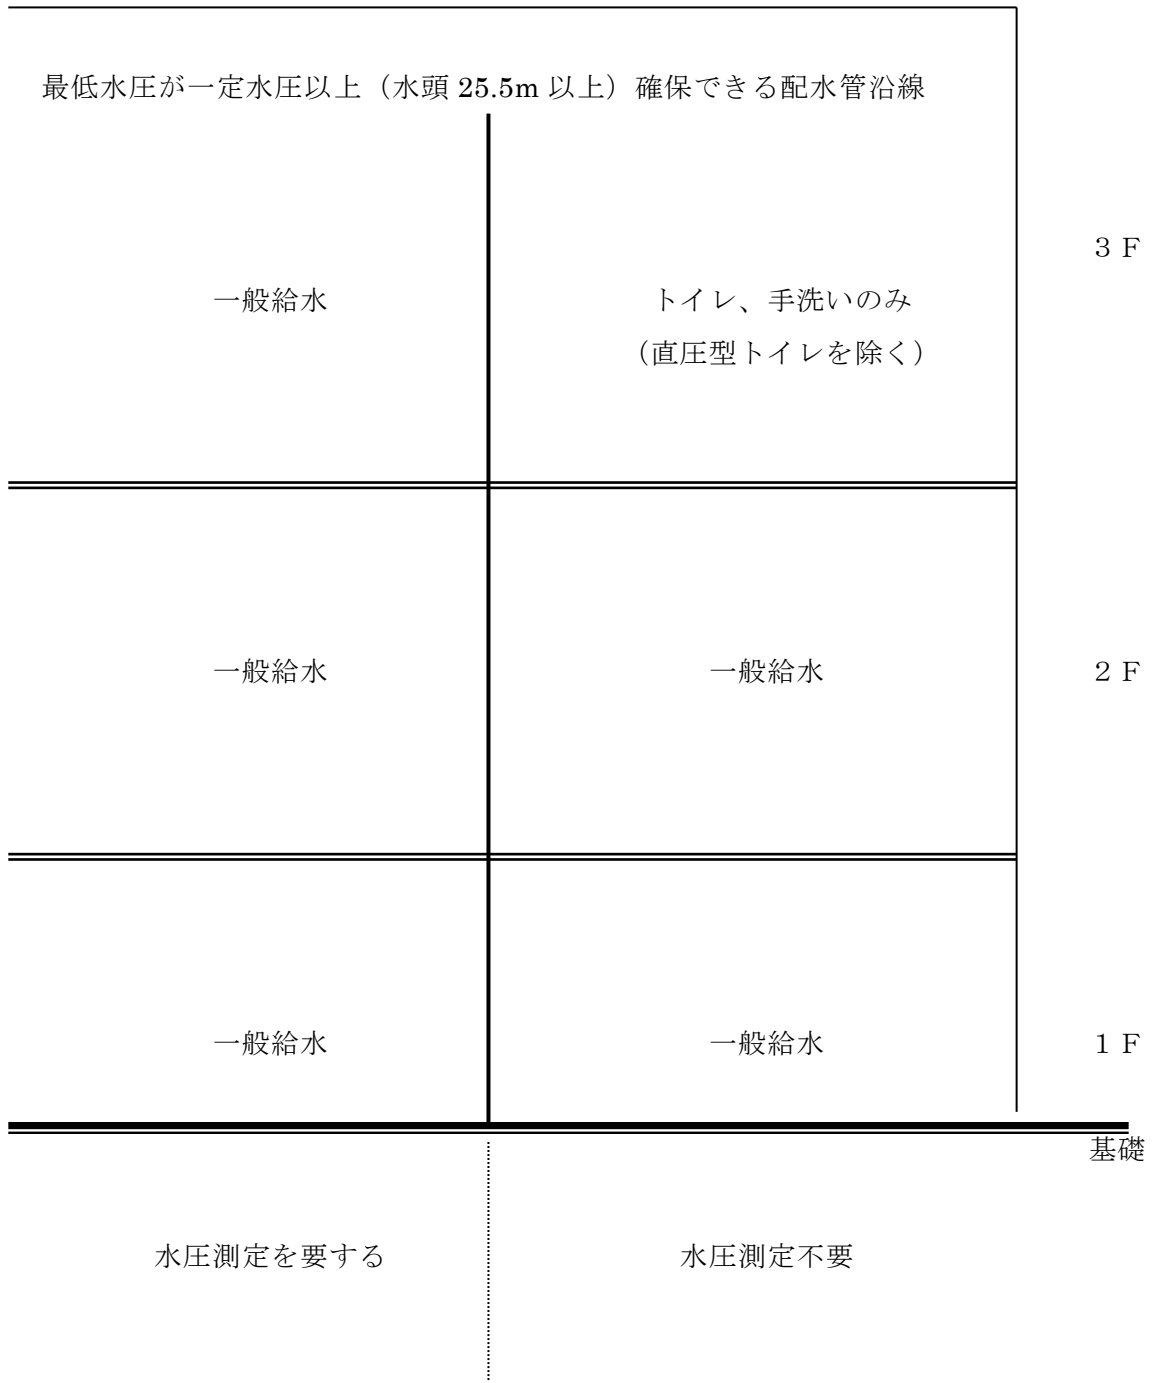 最低水圧が一定水圧以上（水頭 25.5m 以上）確保できる配水管沿線
３Ｆ
一般給水
トイレ、手洗いのみ
（直圧型トイレを除く）
一般給水
一般給水
２Ｆ
一般給水
一般給水
１Ｆ
基礎
水圧測定を要する
水圧測定不要